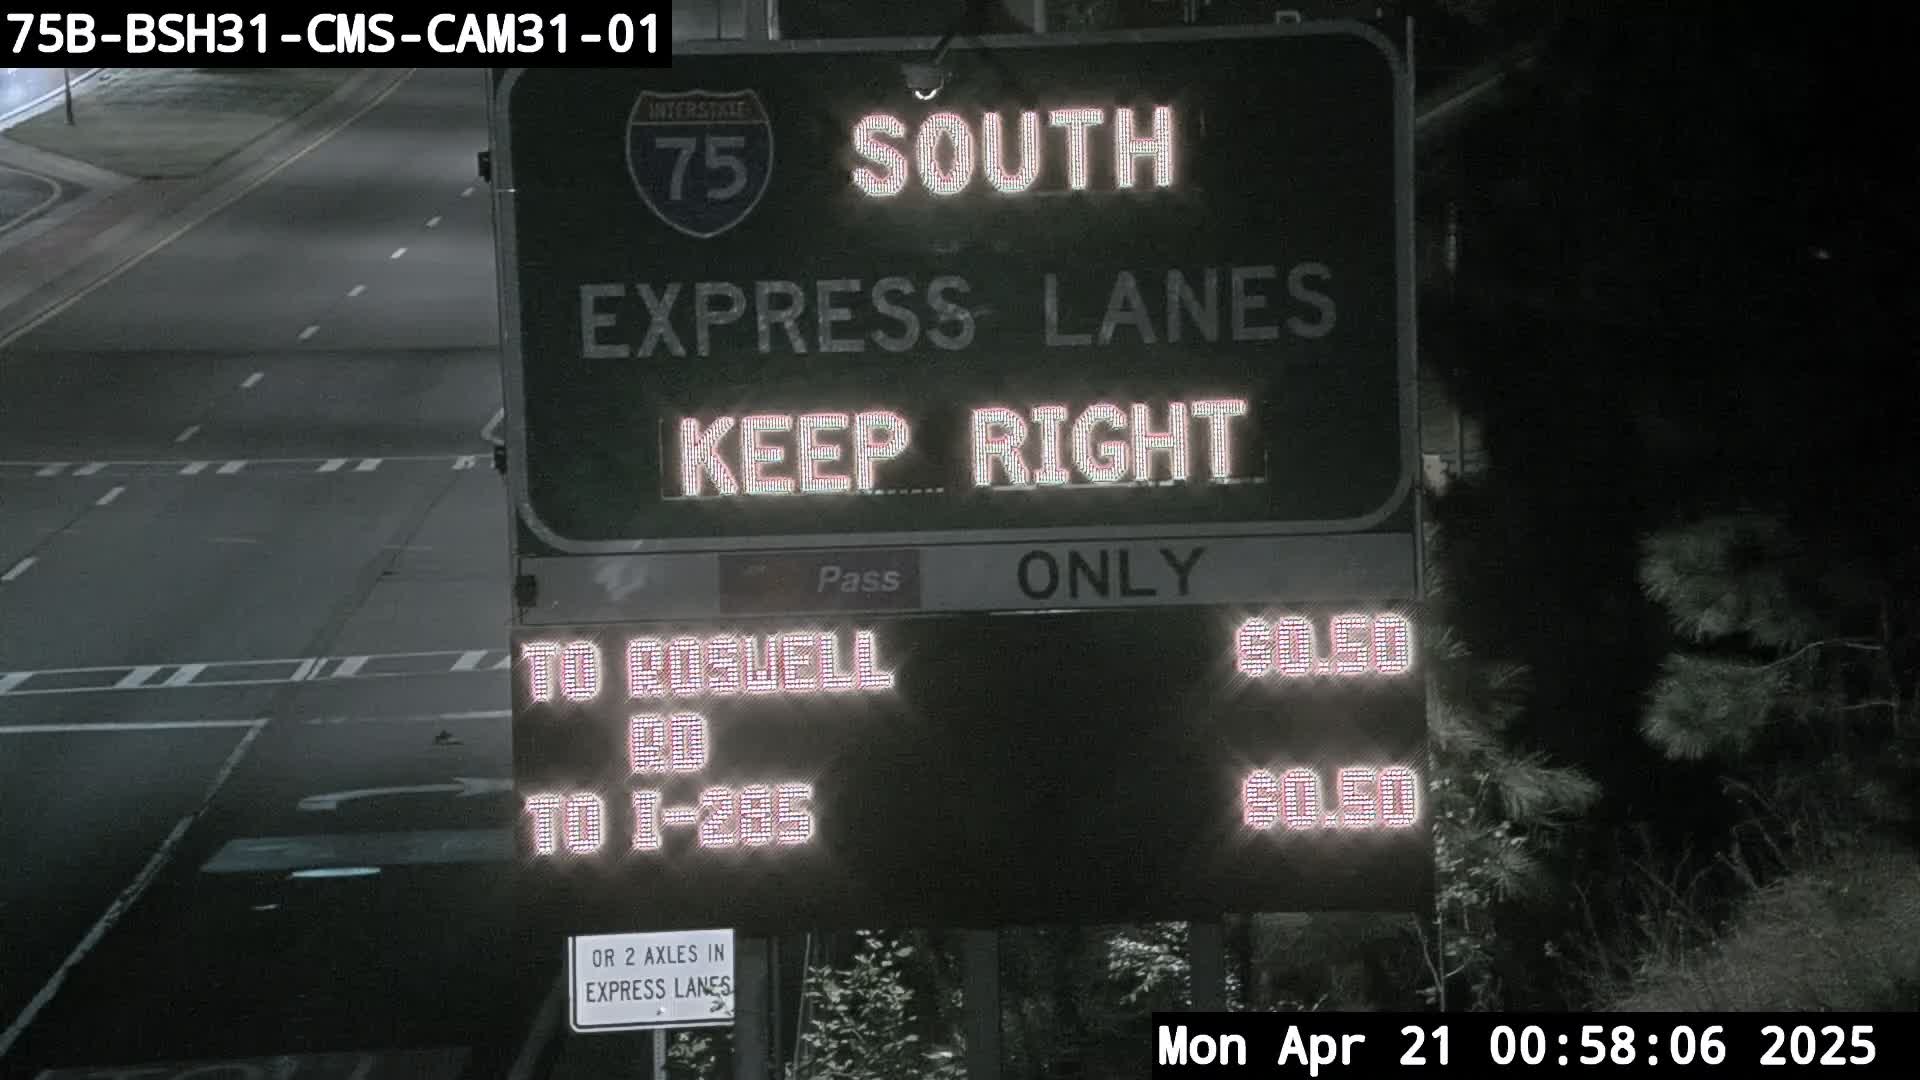 75B-BSH31-CMS-CAM31-01
INTERSTATE
75
SOUTH
EXPRESS LANES
KEEP RIGHT
Pass ONLY
TO ROSWELL $0.50
RD
TO I-285 $0.50
OR 2 AXLES IN
EXPRESS LANES
Mon Apr 21 00:58:06 2025